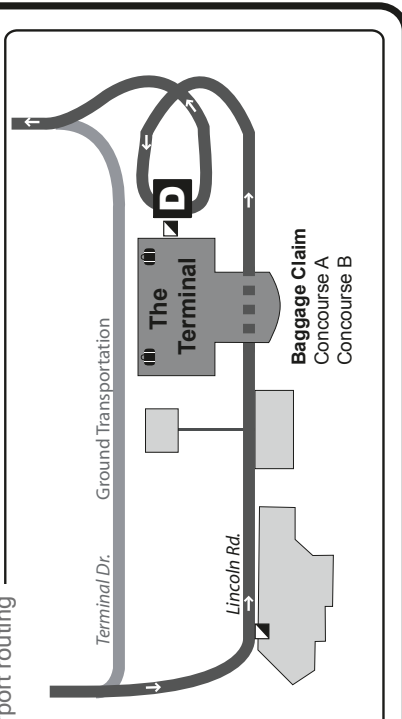 port routing
Terminal Dr.
Ground Transportation
Lincoln Rd.
The
Terminal
D
Baggage Claim
Concourse A
Concourse B